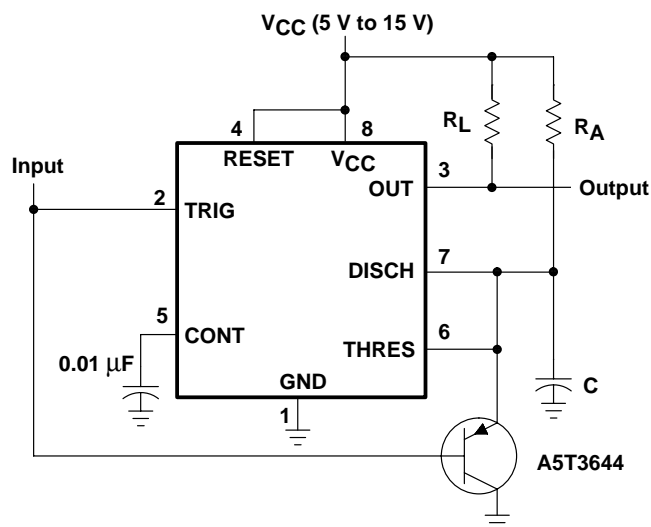 VCC (5 V to 15 V)
4
8
RL
RA
RESET
VCC
Input
3
OUT
Output
2
TRIG
7
DISCH
5
CONT
6
THRES
0.01 μF
GND
C
1
A5T3644